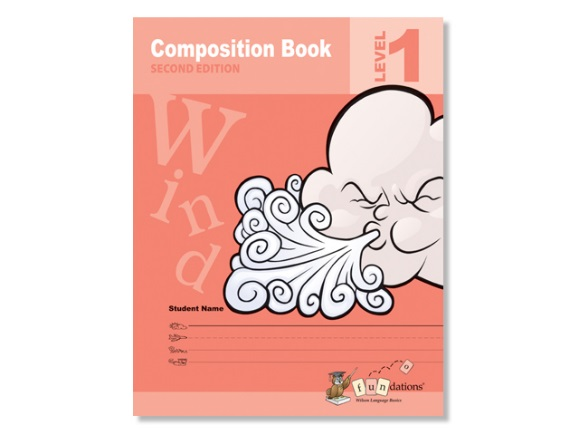 Composition Book
SECOND EDITION
LEVEL 1
Wind
Student Name
fundations®
Wilson Language Basics